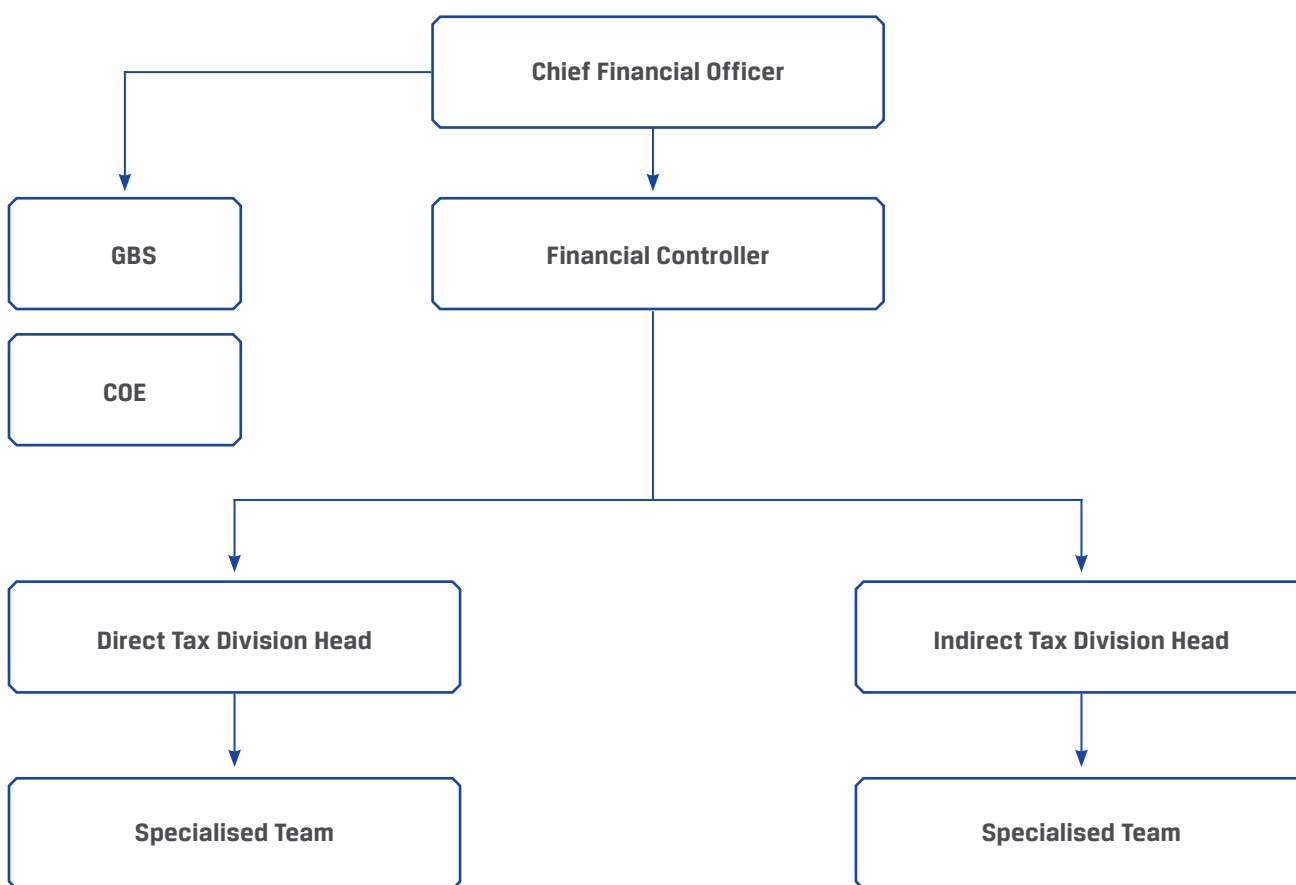 Chief Financial Officer
GBS
Financial Controller
COE
Direct Tax Division Head
Indirect Tax Division Head
Specialised Team
Specialised Team